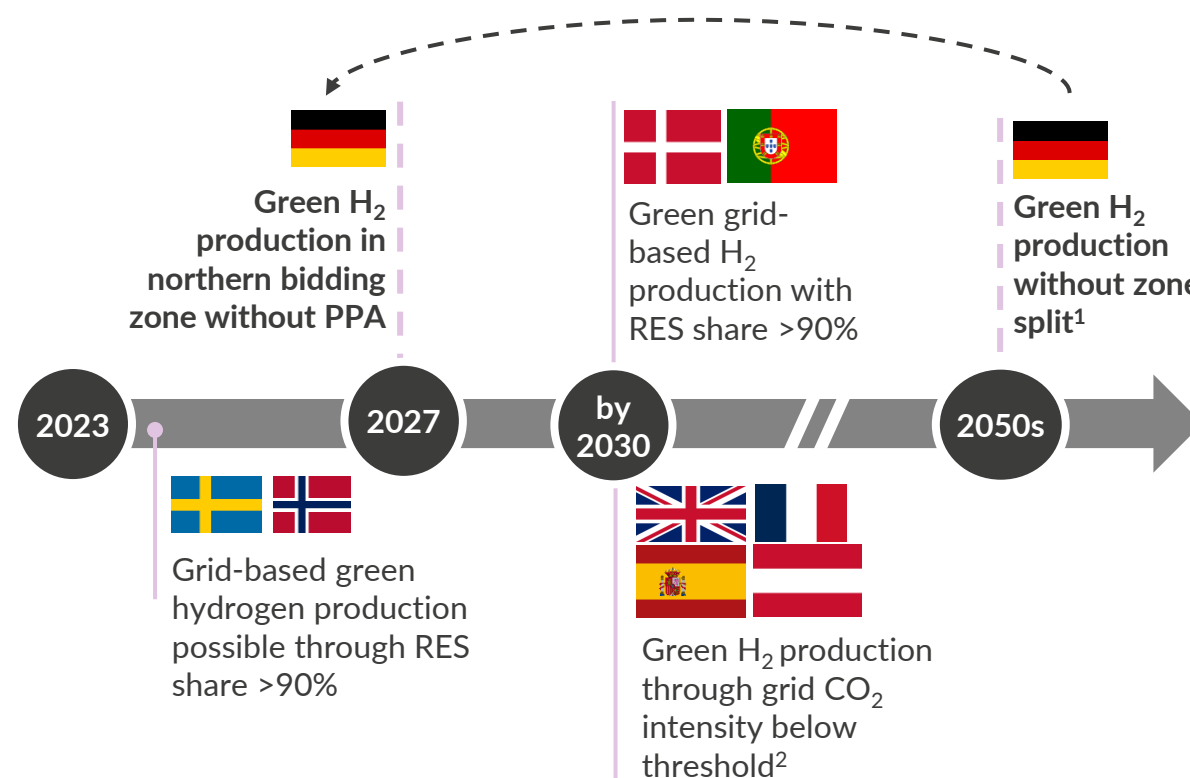 Green H₂
production in
northern bidding
zone without PPA
Green grid-
based H₂
production with
RES share >90%
Green H₂
production
without zone
split¹
2023
2027
by
2030
2050s
Grid-based green
hydrogen production
possible through RES
share >90%
Green H₂ production
through grid CO₂
intensity below
threshold²